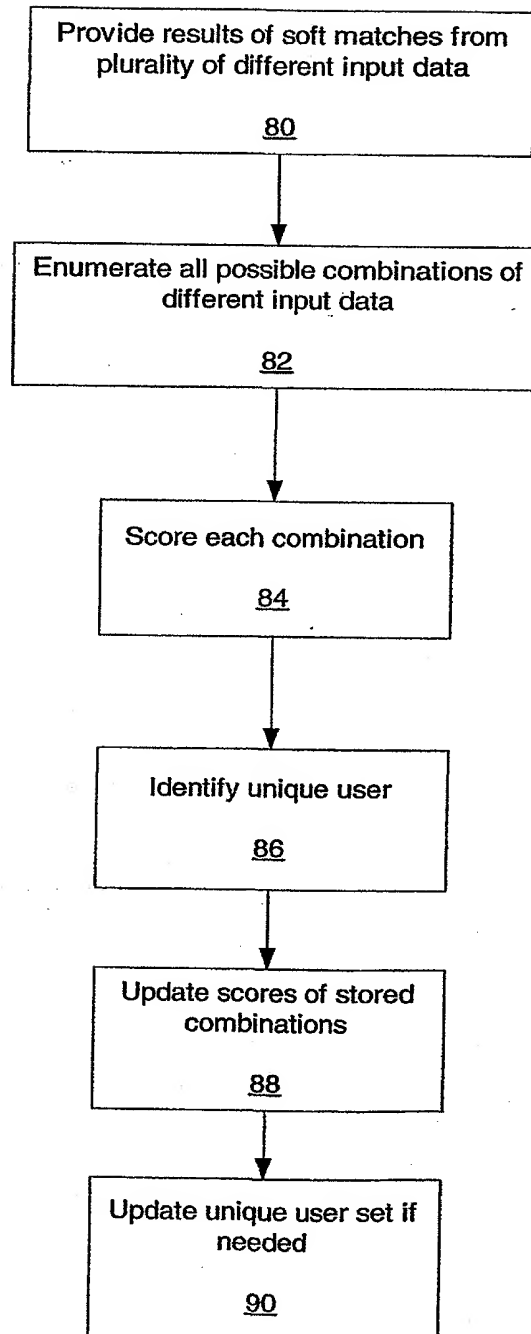 Provide results of soft matches from
plurality of different input data
80
Enumerate all possible combinations of
different input data
82
Score each combination
84
Identify unique user
86
Update scores of stored
combinations
88
Update unique user set if
needed
90